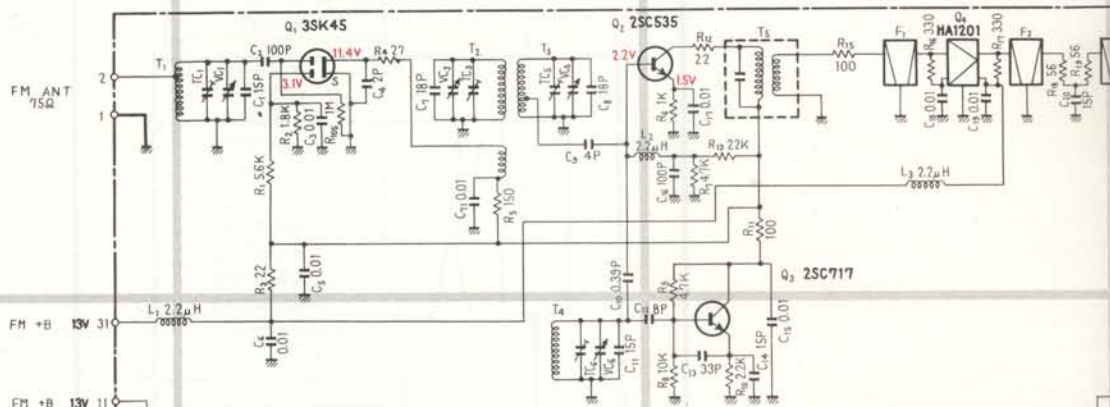 Q₁ 3SK45
Q₂ 2SC535
Q₄ HA1201
C₂ 100P
11.4V
R₄ 27
2.2V
R₁₂ 22
T₅
F₁
R₁₆ 330
R₁₇ 330
F₂
R₁₈ 56
R₁₉ 56
T₁
T₂
T₃
R₁₅ 100
2
FM ANT 75Ω
1
TC₁
VC₁
C₁ 15P
3.1V
S
C₄ 2P
C₇ 18P
TC₂
VC₂
C₈ 18P
1.5V
R₆ 1K
C₁₇ 0.01
C₁₈ 0.01
C₁₉ 0.01
C₂₀ 15P
R₂ 1.8K
C₃ 0.01
1M
R₁₀₅
C₉ 4P
L₂ 2.2μH
R₁₃ 22K
C₁₆ 100P
R₇ 4.7K
L₃ 2.2μH
R₁ 5.6K
C₇₁ 0.01
R₅ 150
R₁₁ 100
R₃ 22
C₅ 0.01
C₁₀ 0.39P
R₉ 4.7K
Q₃ 2SC717
L₁ 2.2μH
FM +B 13V 31
C₆ 0.01
T₄
C₁₂ 8P
C₁₅ 0.01
VC₆
C₁₁ 15P
R₈ 10K
C₁₃ 33P
R₁₀ 2.2K
C₁₄ 15P
FM +B 13V 11